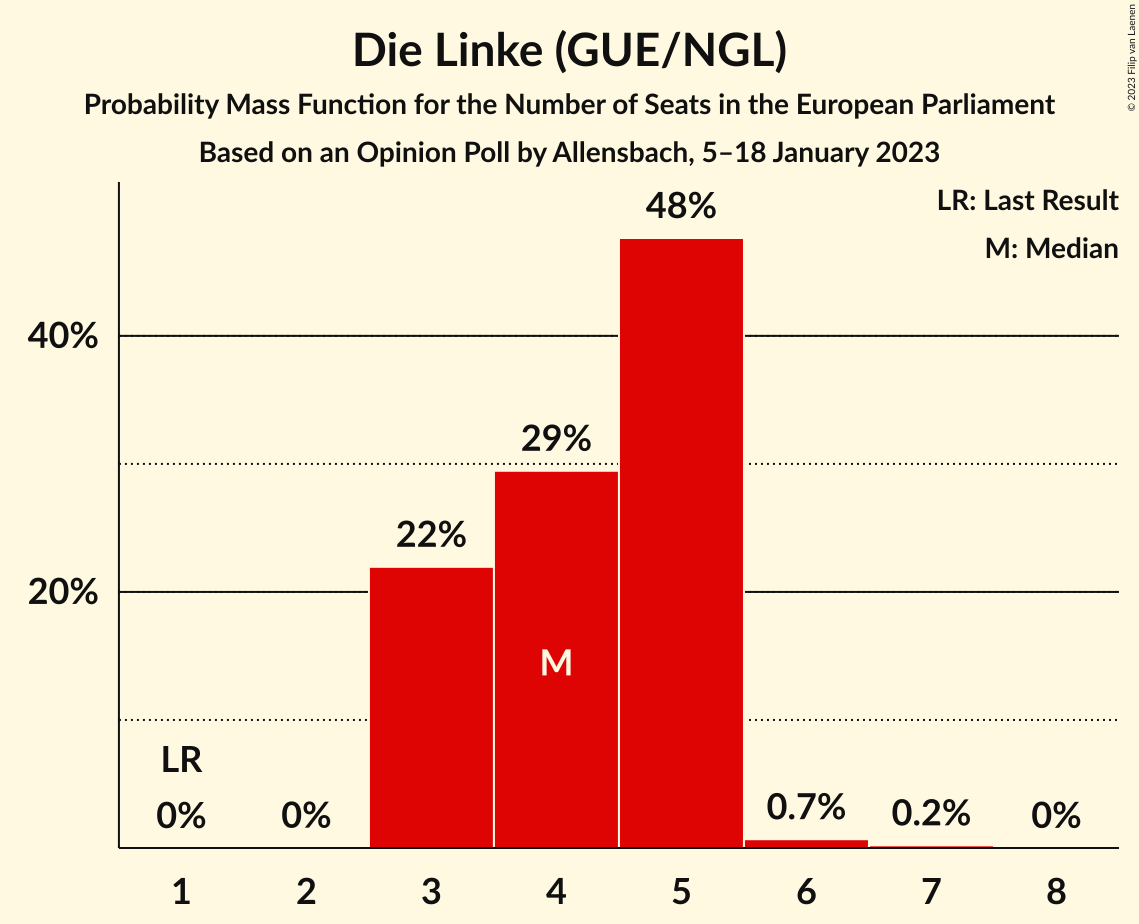 Die Linke (GUE/NGL)
Probability Mass Function for the Number of Seats in the European Parliament
Based on an Opinion Poll by Allensbach, 5–18 January 2023
© 2023 Filip van Laenen
LR: Last Result
M: Median
48%
40%
29%
22%
20%
M
LR
0%
0%
0.7%
0.2%
0%
1 2 3 4 5 6 7 8